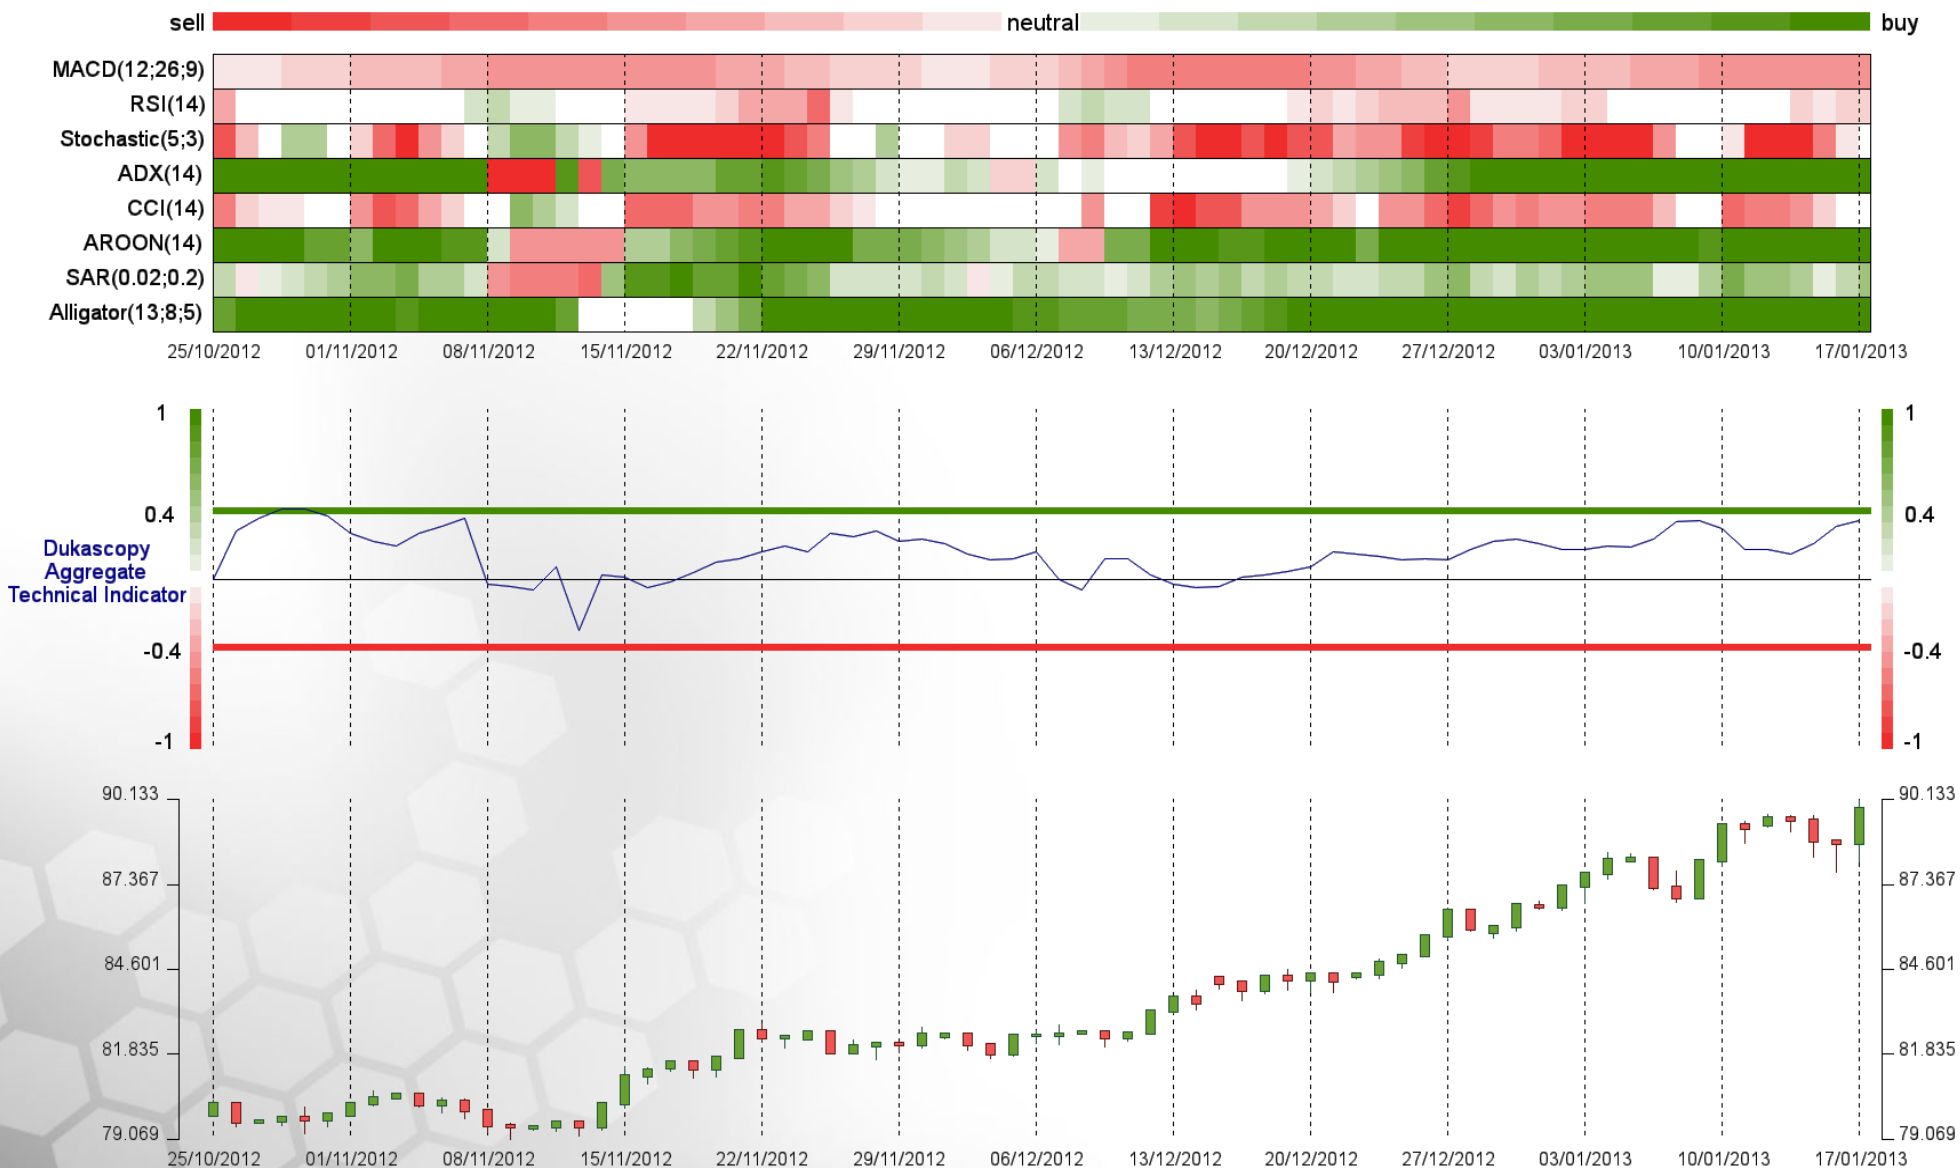 sell neutral buy
MACD(12;26;9)
RSI(14)
Stochastic(5;3)
ADX(14)
CCI(14)
AROON(14)
SAR(0.02;0.2)
Alligator(13;8;5)
25/10/2012 01/11/2012 08/11/2012 15/11/2012 22/11/2012 29/11/2012 06/12/2012 13/12/2012 20/12/2012 27/12/2012 03/01/2013 10/01/2013 17/01/2013
1 1
0.4 0.4
Dukascopy
Aggregate
Technical Indicator
-0.4 -0.4
-1 -1
90.133 90.133
87.367 87.367
84.601 84.601
81.835 81.835
79.069 79.069
25/10/2012 01/11/2012 08/11/2012 15/11/2012 22/11/2012 29/11/2012 06/12/2012 13/12/2012 20/12/2012 27/12/2012 03/01/2013 10/01/2013 17/01/2013